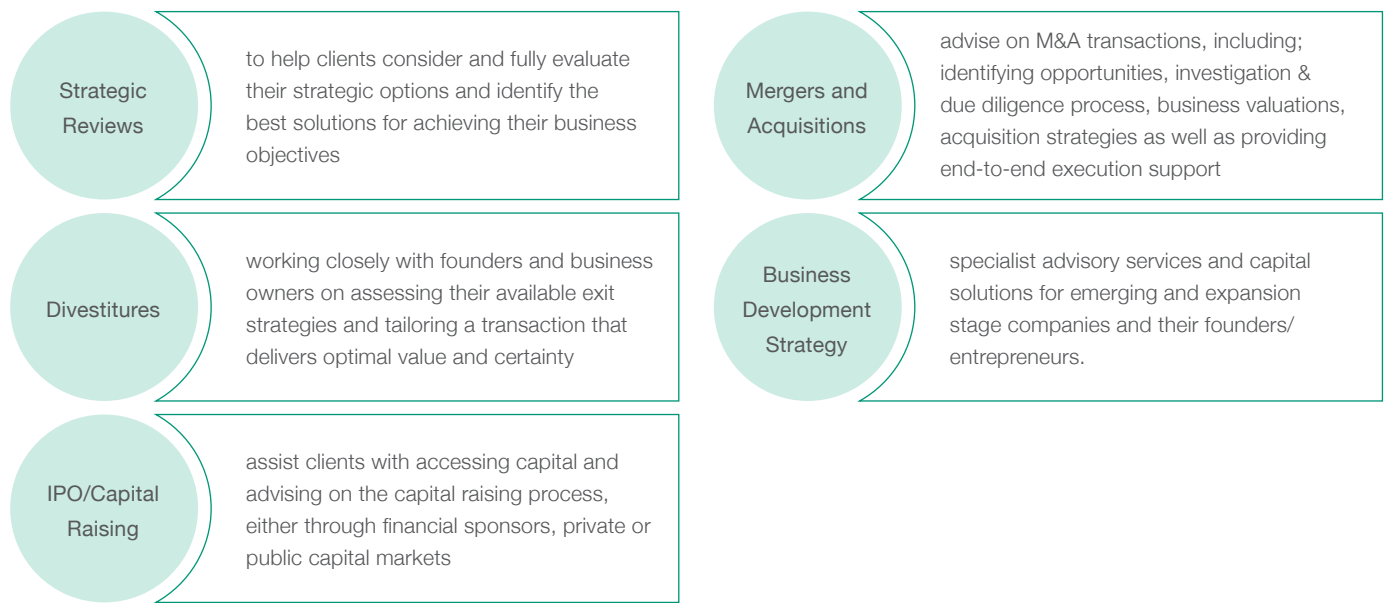 Strategic
Reviews
to help clients consider and fully evaluate
their strategic options and identify the
best solutions for achieving their business
objectives
Mergers and
Acquisitions
advise on M&A transactions, including;
identifying opportunities, investigation &
due diligence process, business valuations,
acquisition strategies as well as providing
end-to-end execution support
Divestitures
working closely with founders and business
owners on assessing their available exit
strategies and tailoring a transaction that
delivers optimal value and certainty
Business
Development
Strategy
specialist advisory services and capital
solutions for emerging and expansion
stage companies and their founders/
entrepreneurs.
IPO/Capital
Raising
assist clients with accessing capital and
advising on the capital raising process,
either through financial sponsors, private or
public capital markets